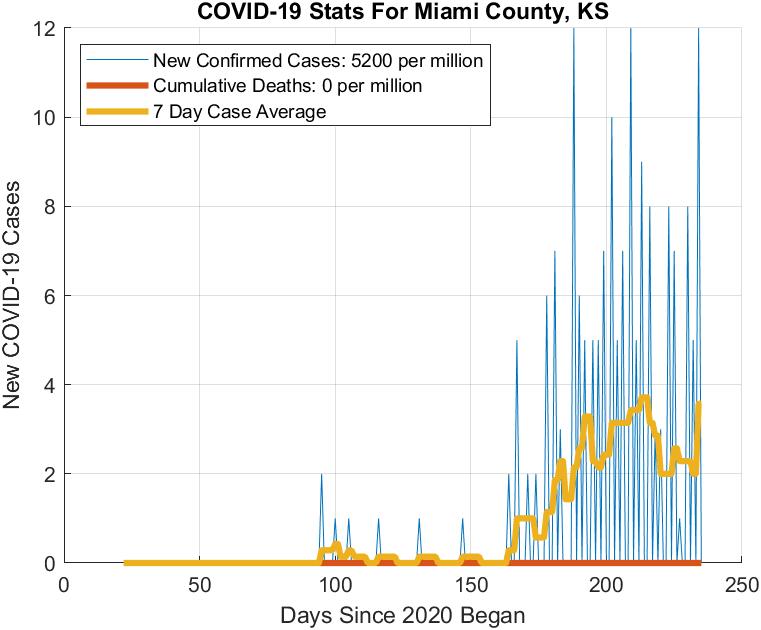 COVID-19 Stats For Miami County, KS
New Confirmed Cases: 5200 per million
Cumulative Deaths: 0 per million
7 Day Case Average
New COVID-19 Cases
12
10
8
6
4
2
0
0 50 100 150 200 250
Days Since 2020 Began